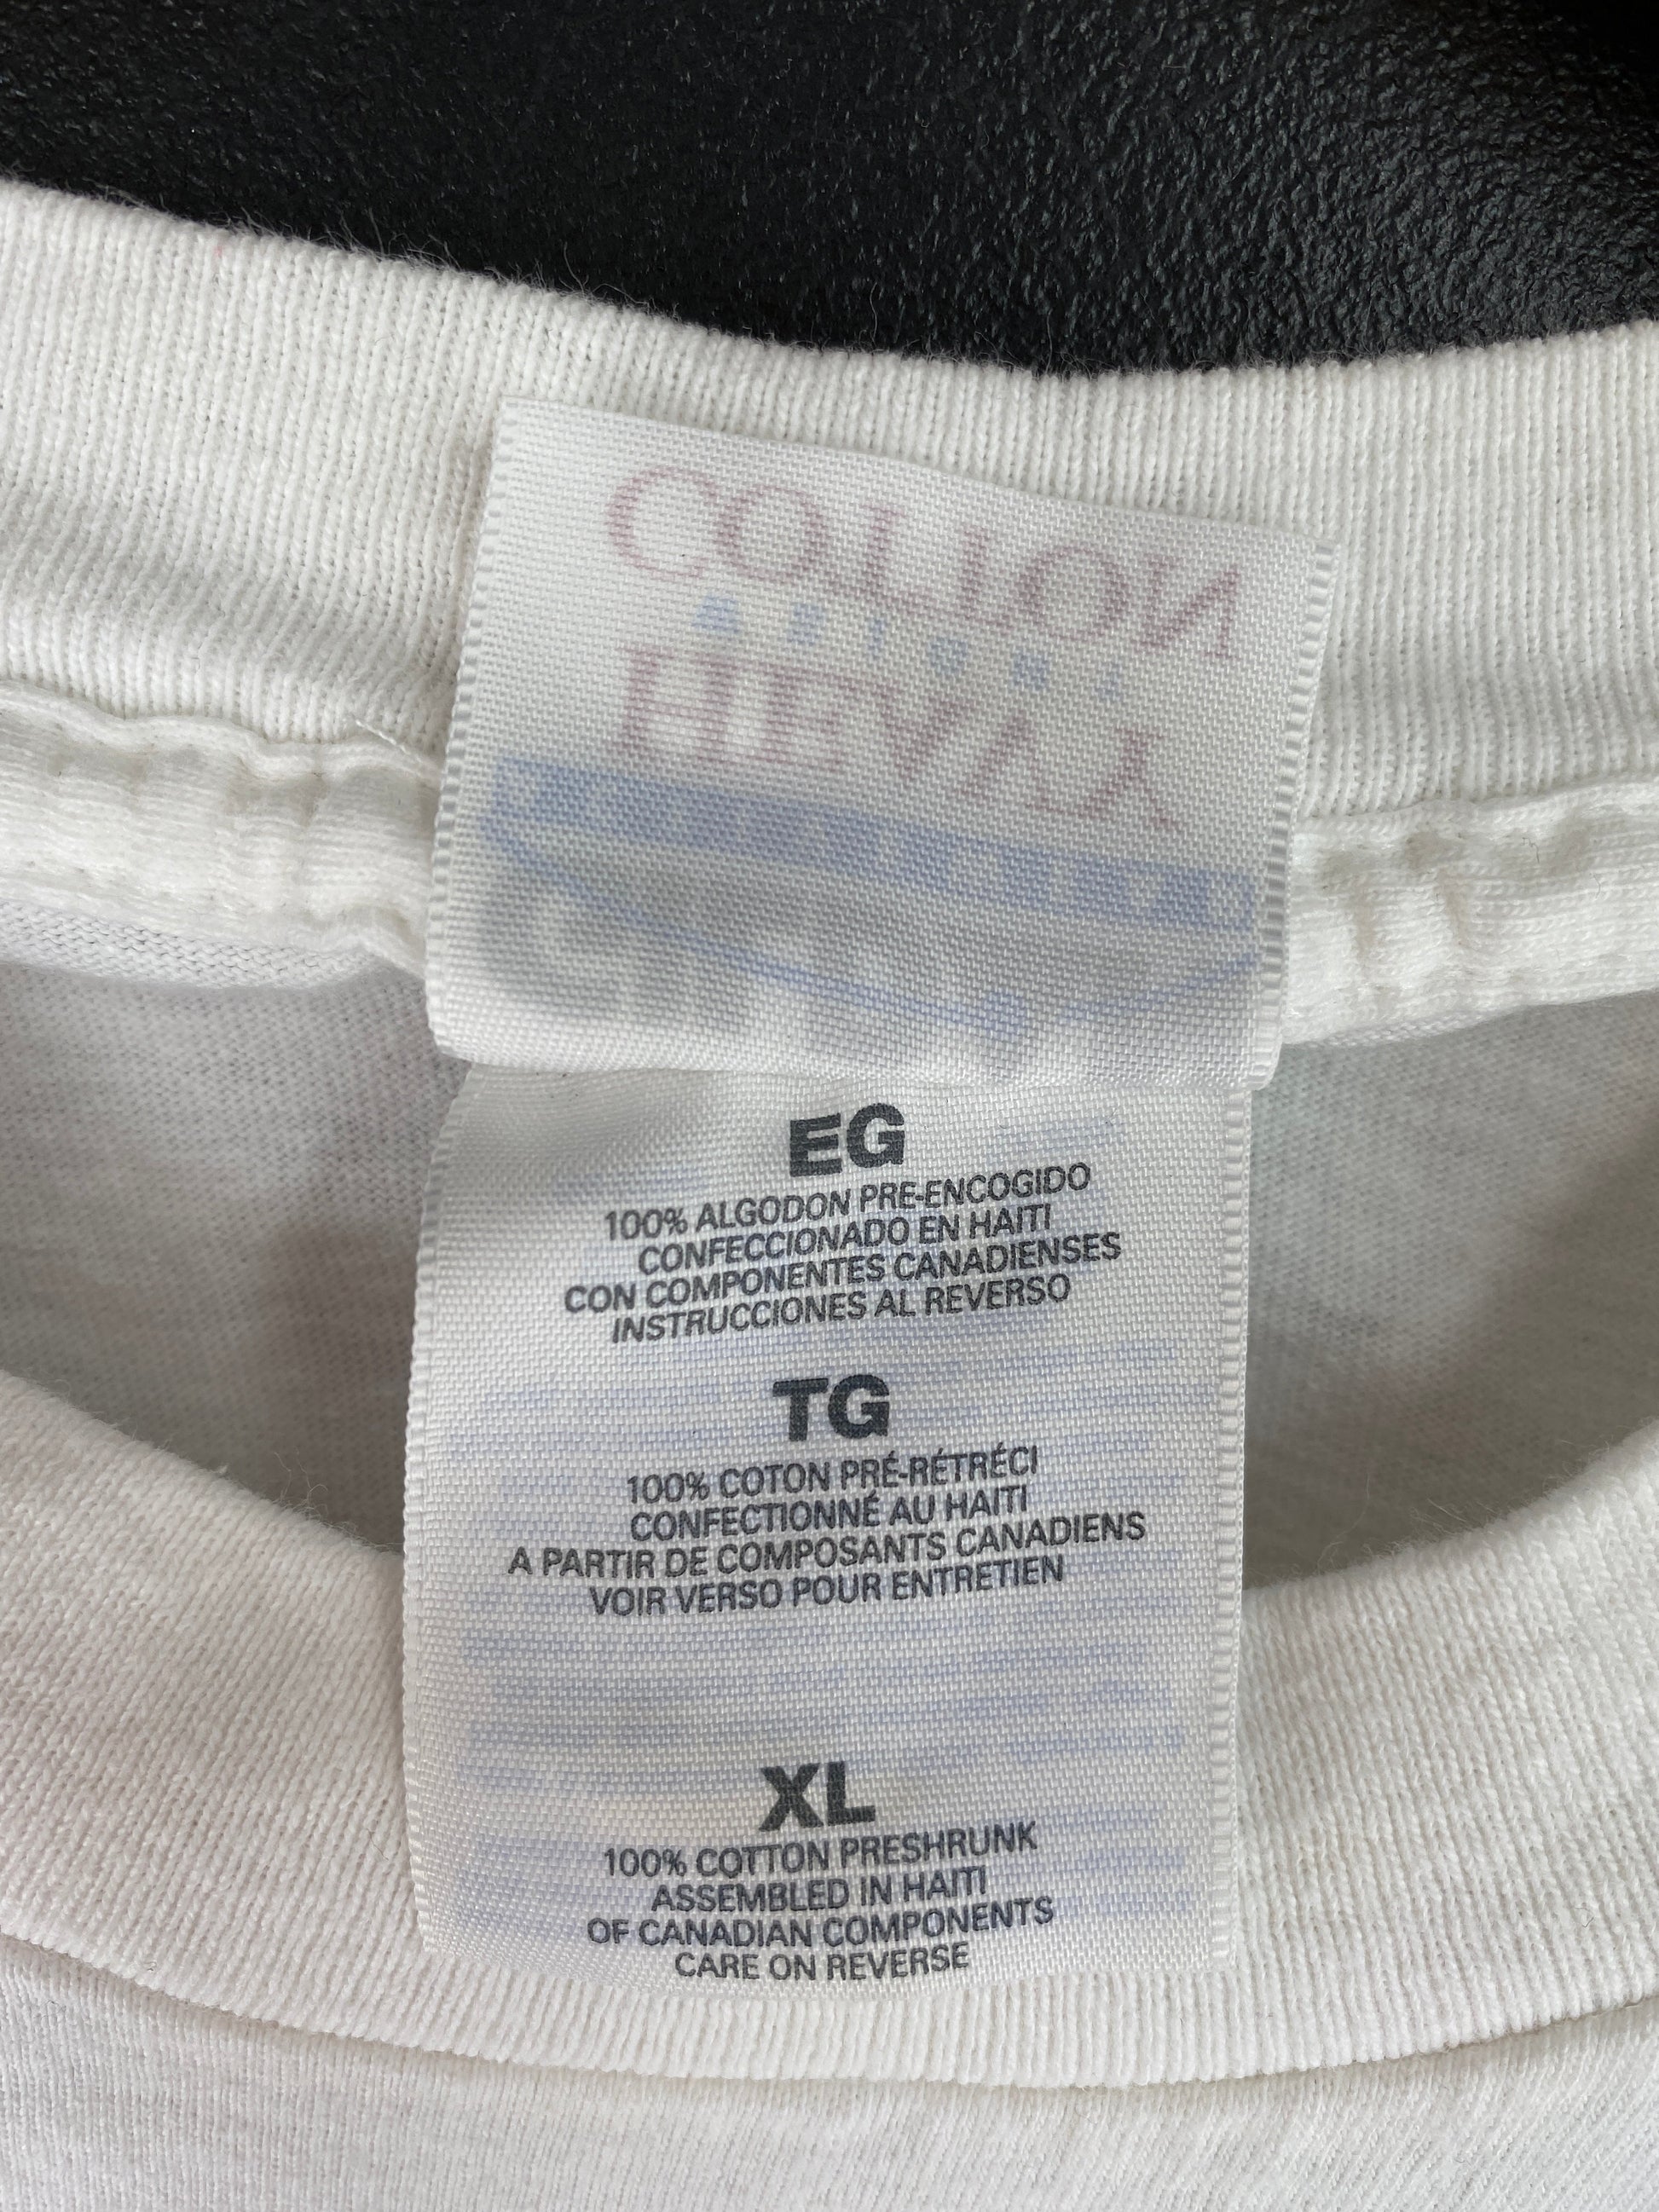 COTTON
HEAVY
EG
100% ALGODON PRE-ENCOGIDO
CONFECCIONADO EN HAITI
CON COMPONENTES CANADIENSES
INSTRUCCIONES AL REVERSO
TG
100% COTON PRÉ-RÉTRÉCI
CONFECTIONNÉ AU HAITI
A PARTIR DE COMPOSANTS CANADIENS
VOIR VERSO POUR ENTRETIEN
XL
100% COTTON PRESHRUNK
ASSEMBLED IN HAITI
OF CANADIAN COMPONENTS
CARE ON REVERSE